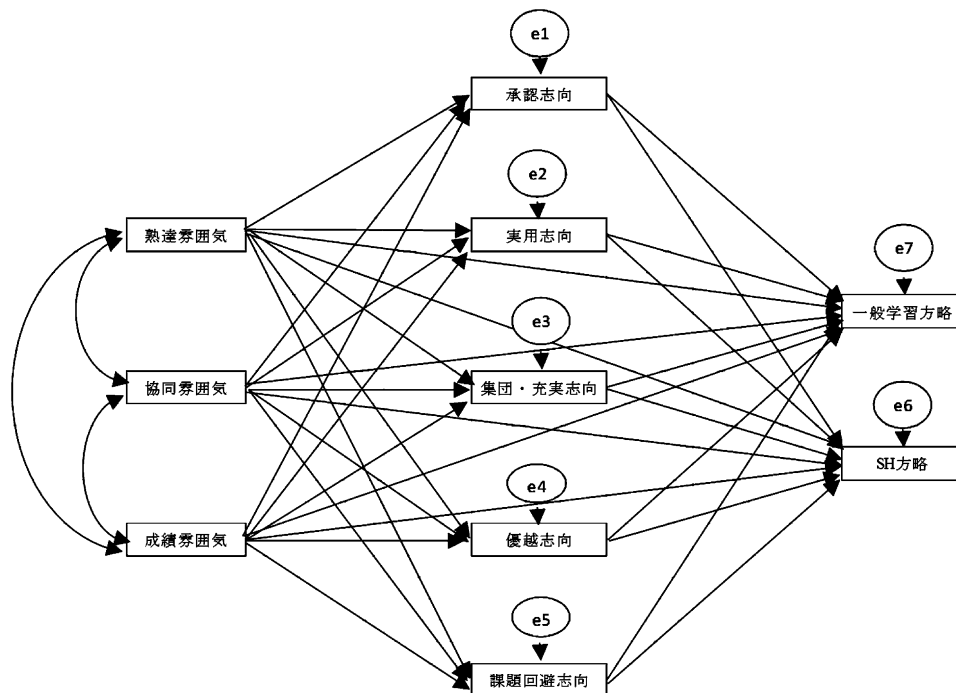 e1
承認志向
e2
熟達雰囲気
実用志向
e7
一般学習方略
e3
協同雰囲気
集団・充実志向
e6
SH方略
e4
成績雰囲気
優越志向
e5
課題回避志向